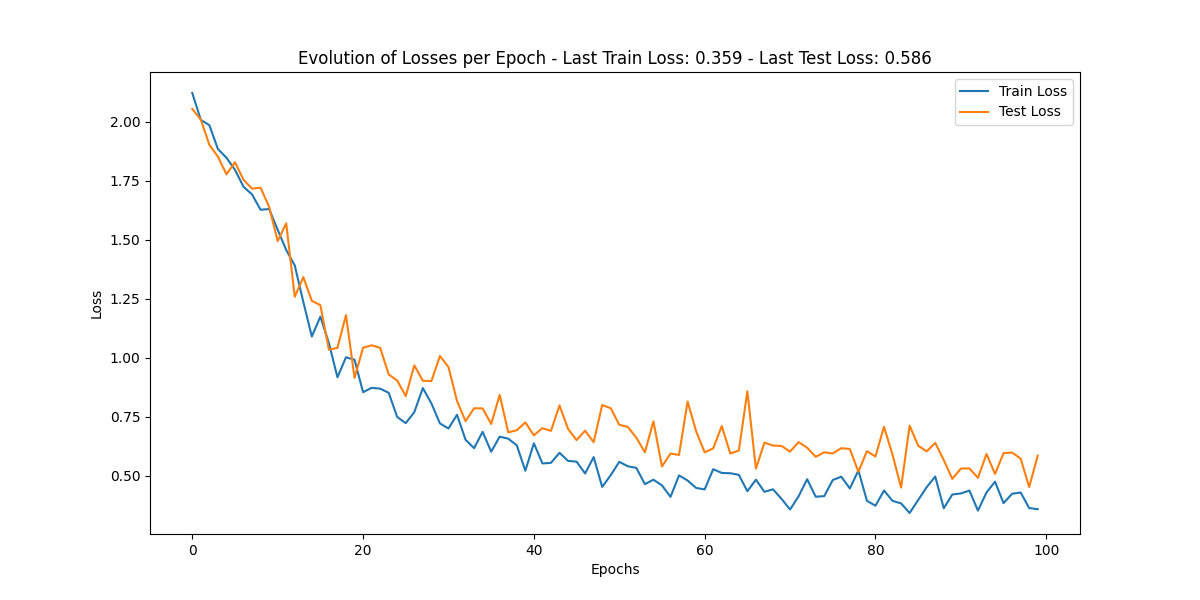 Evolution of Losses per Epoch - Last Train Loss: 0.359 - Last Test Loss: 0.586
Train Loss
Test Loss
2.00
1.75
1.50
1.25
1.00
0.75
0.50
Loss
0
20
40
60
80
100
Epochs